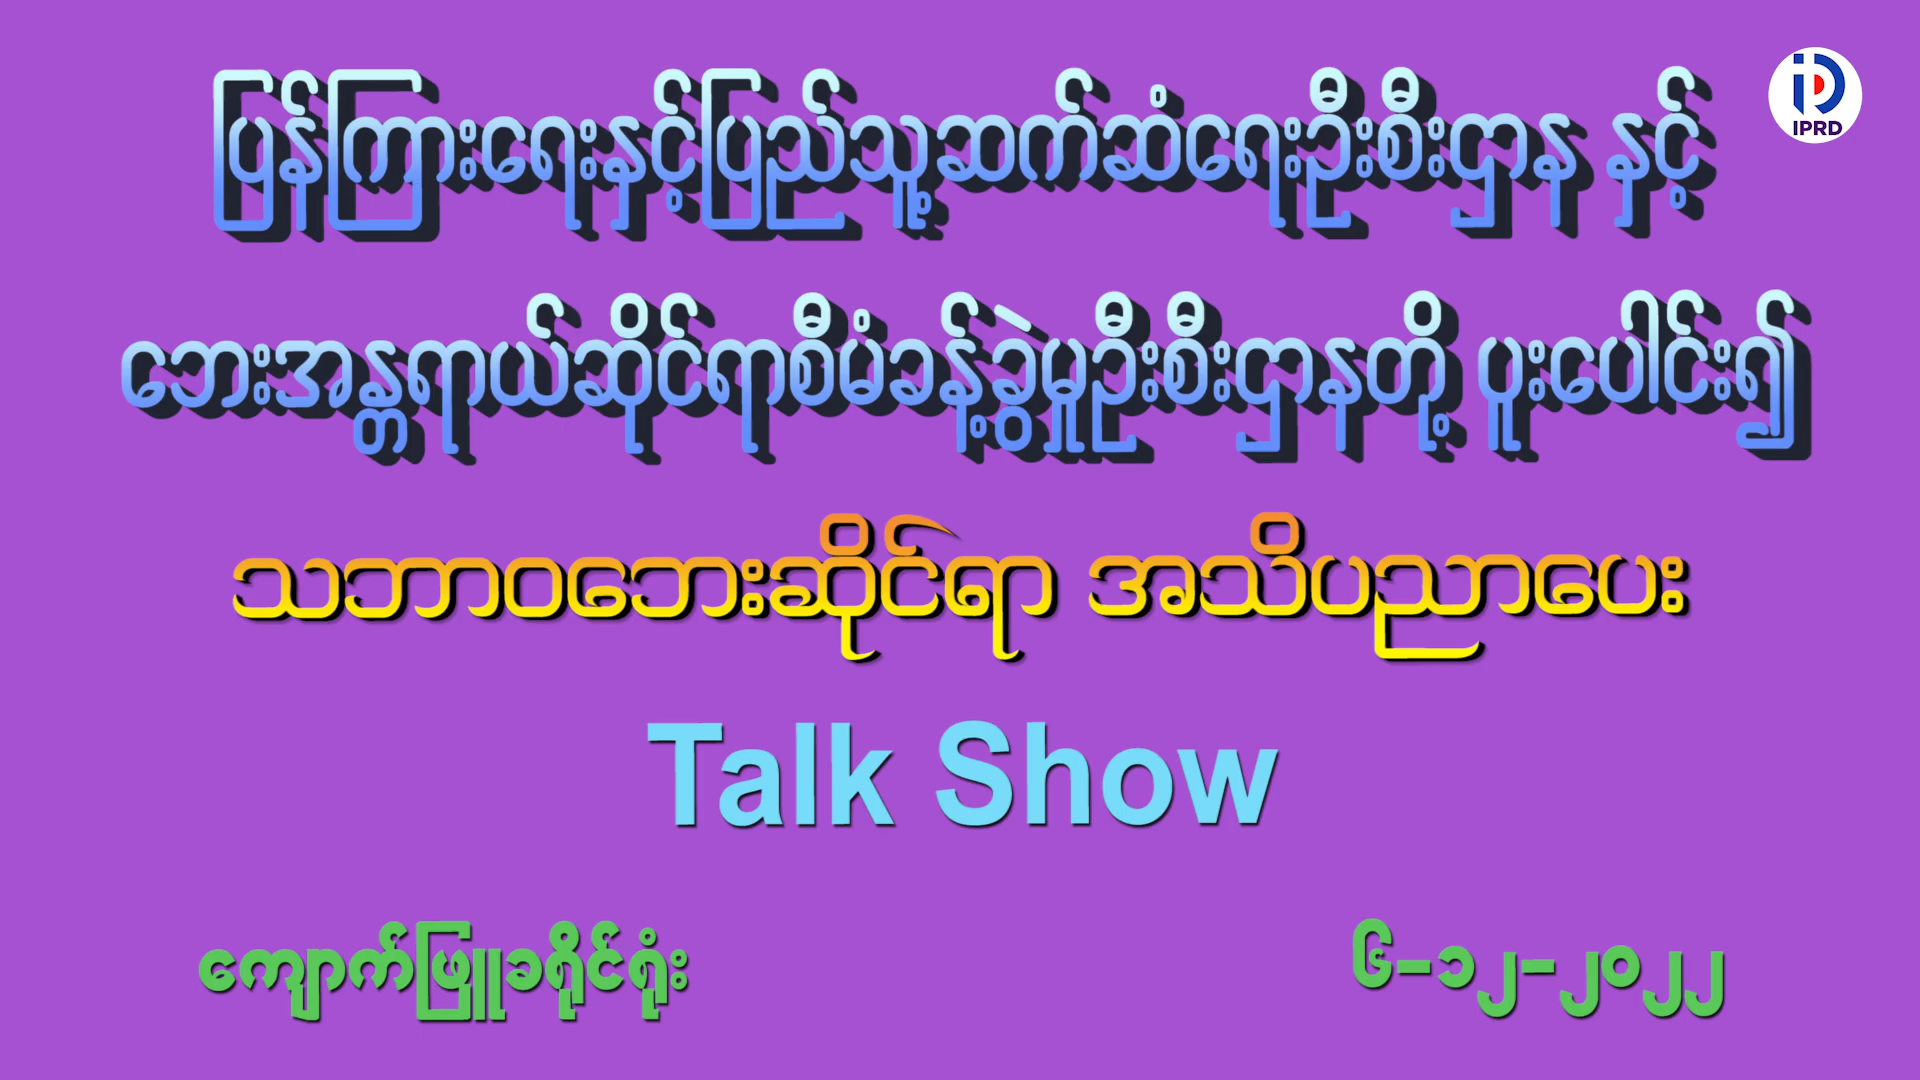 IPRD
ပြန်ကြားရေးနှင့်ပြည်သူ့ဆက်ဆံရေးဦးစီးဌာန နှင့်
ဘေးအန္တရာယ်ဆိုင်ရာစီမံခန့်ခွဲမှုဦးစီးဌာနတို့ ပူးပေါင်း၍
သဘာဝဘေးဆိုင်ရာ အသိပညာပေး
Talk Show
ကျောက်ဖြူခရိုင်ရုံး
၆-၁၂-၂၀၂၂